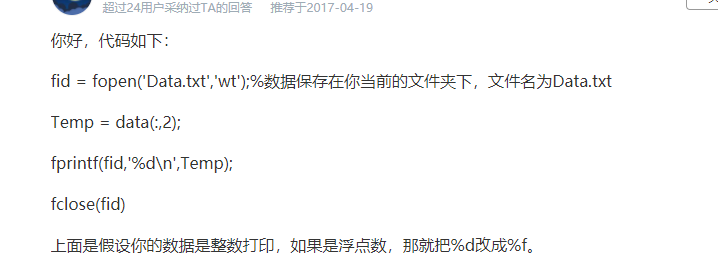 超过24用户采纳过TA的回答 推荐于2017-04-19
你好，代码如下：
fid = fopen('Data.txt','wt');%数据保存在你当前的文件夹下，文件名为Data.txt
Temp = data(:,2);
fprintf(fid,'%d\n',Temp);
fclose(fid)
上面是假设你的数据是整数打印，如果是浮点数，那就把%d改成%f。